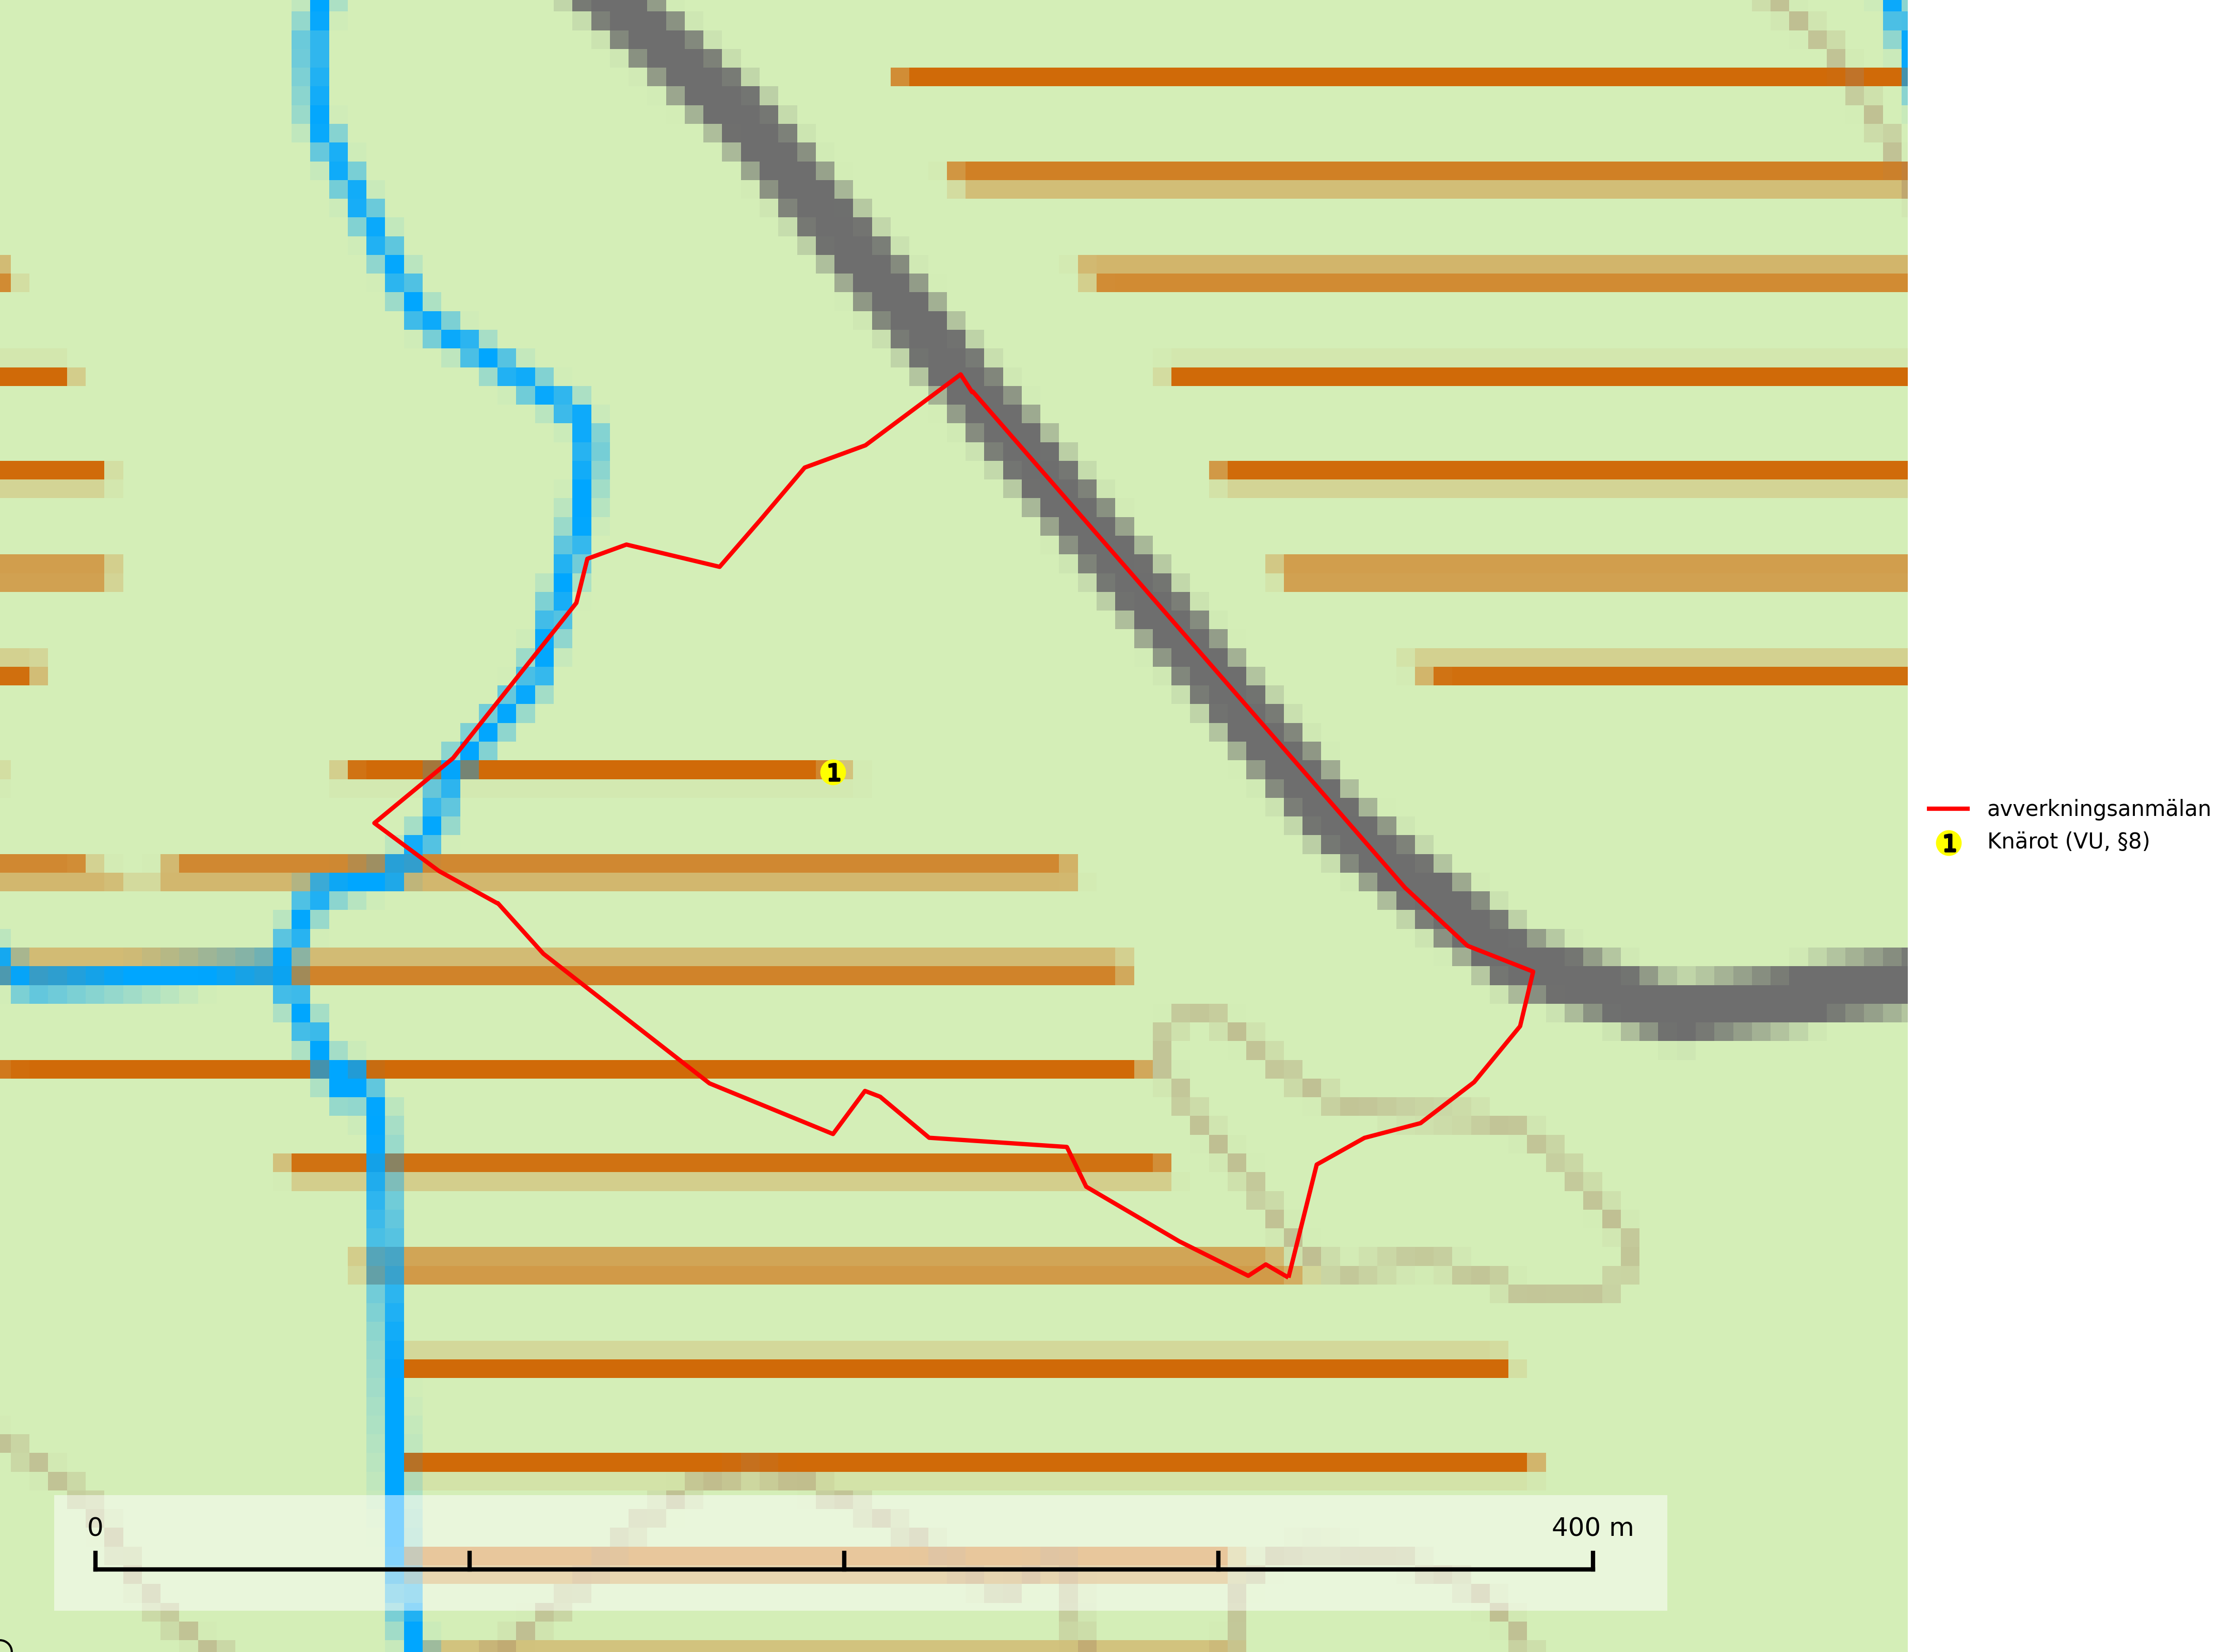 1
avverkningsanmälan
1 Knärot (VU, §8)
0 400 m